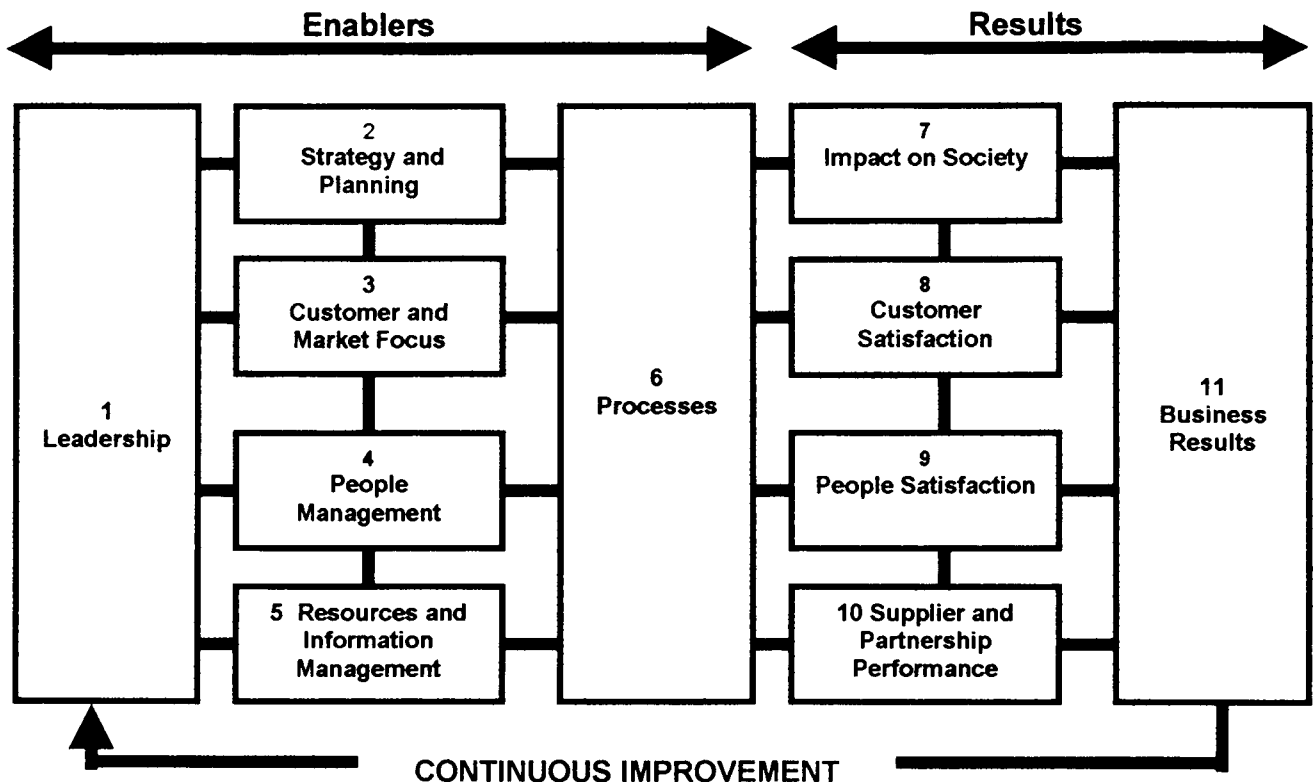 Enablers
Results
1
Leadership
2
Strategy and
Planning
3
Customer and
Market Focus
4
People
Management
5 Resources and
Information
Management
6
Processes
7
Impact on Society
8
Customer
Satisfaction
9
People Satisfaction
10 Supplier and
Partnership
Performance
11
Business
Results
CONTINUOUS IMPROVEMENT